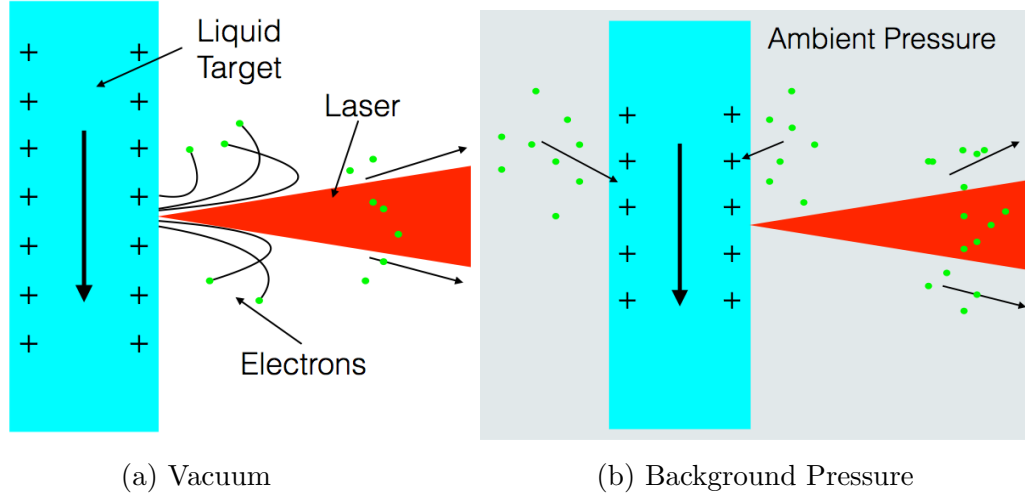 Liquid
Target
Laser
Electrons
+ +
+ +
+ +
+ +
+ +
+ +
+ +
(a) Vacuum
Ambient Pressure
+ +
+ +
+ +
+ +
+ +
(b) Background Pressure